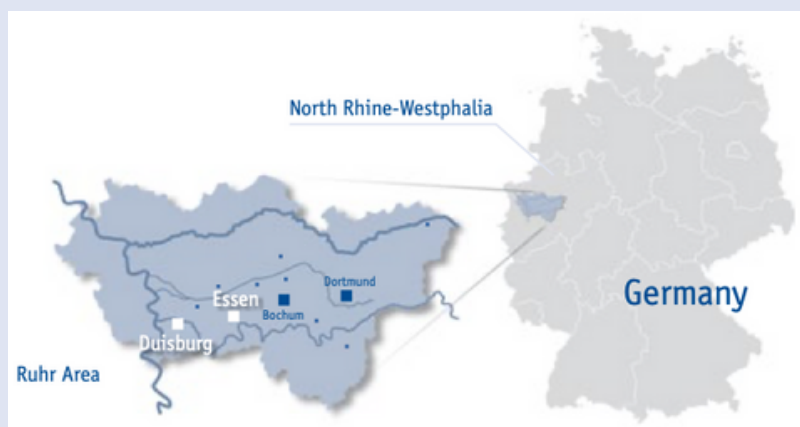 North Rhine-Westphalia
Germany
Dortmund
Essen
Bochum
Duisburg
Ruhr Area